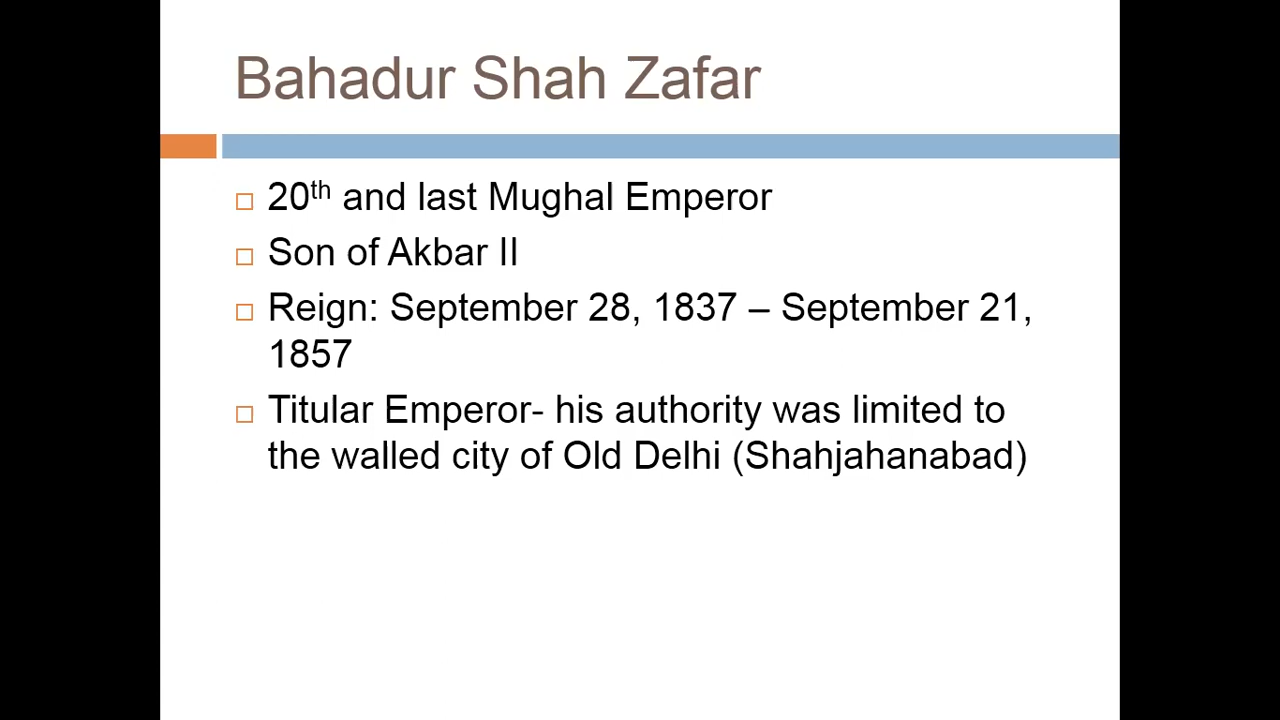 Bahadur Shah Zafar
20th and last Mughal Emperor
Son of Akbar II
Reign: September 28, 1837 – September 21,
1857
Titular Emperor- his authority was limited to
the walled city of Old Delhi (Shahjahanabad)